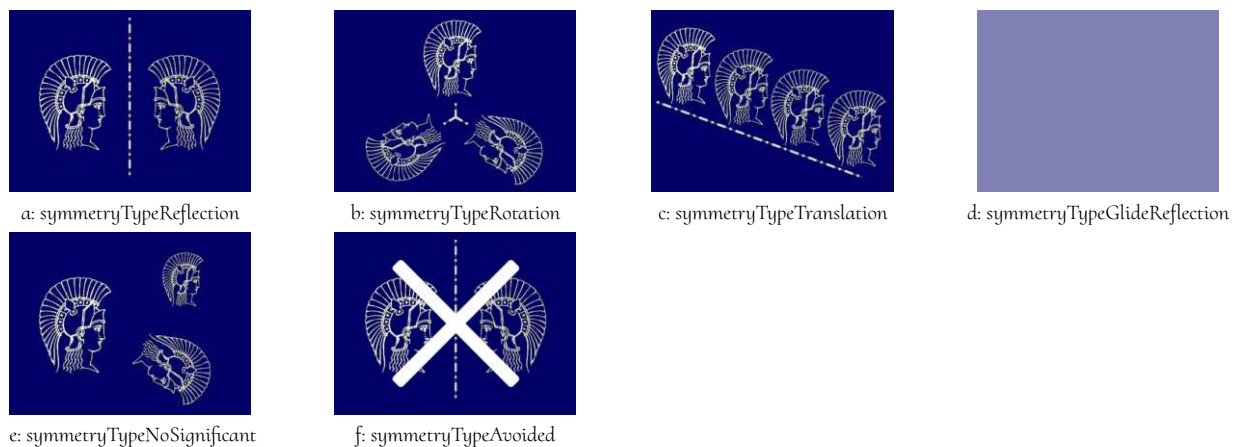 a: symmetryTypeReflection
b: symmetryTypeRotation
c: symmetryTypeTranslation
d: symmetryTypeGlideReflection
e: symmetryTypeNoSignificant
f: symmetryTypeAvoided